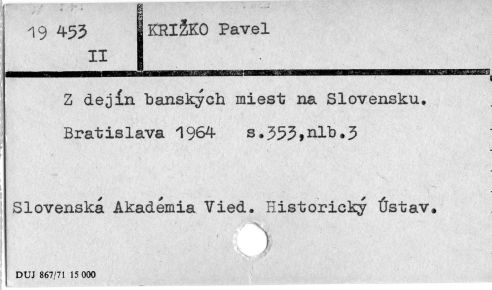 19 453
II
KRIŽKO Pavel
Z dejín banských miest na Slovensku.
Bratislava 1964 s.353,nlb.3
Slovenská Akadémia Vied. Historický Ústav.
DUJ 867/71 15 000